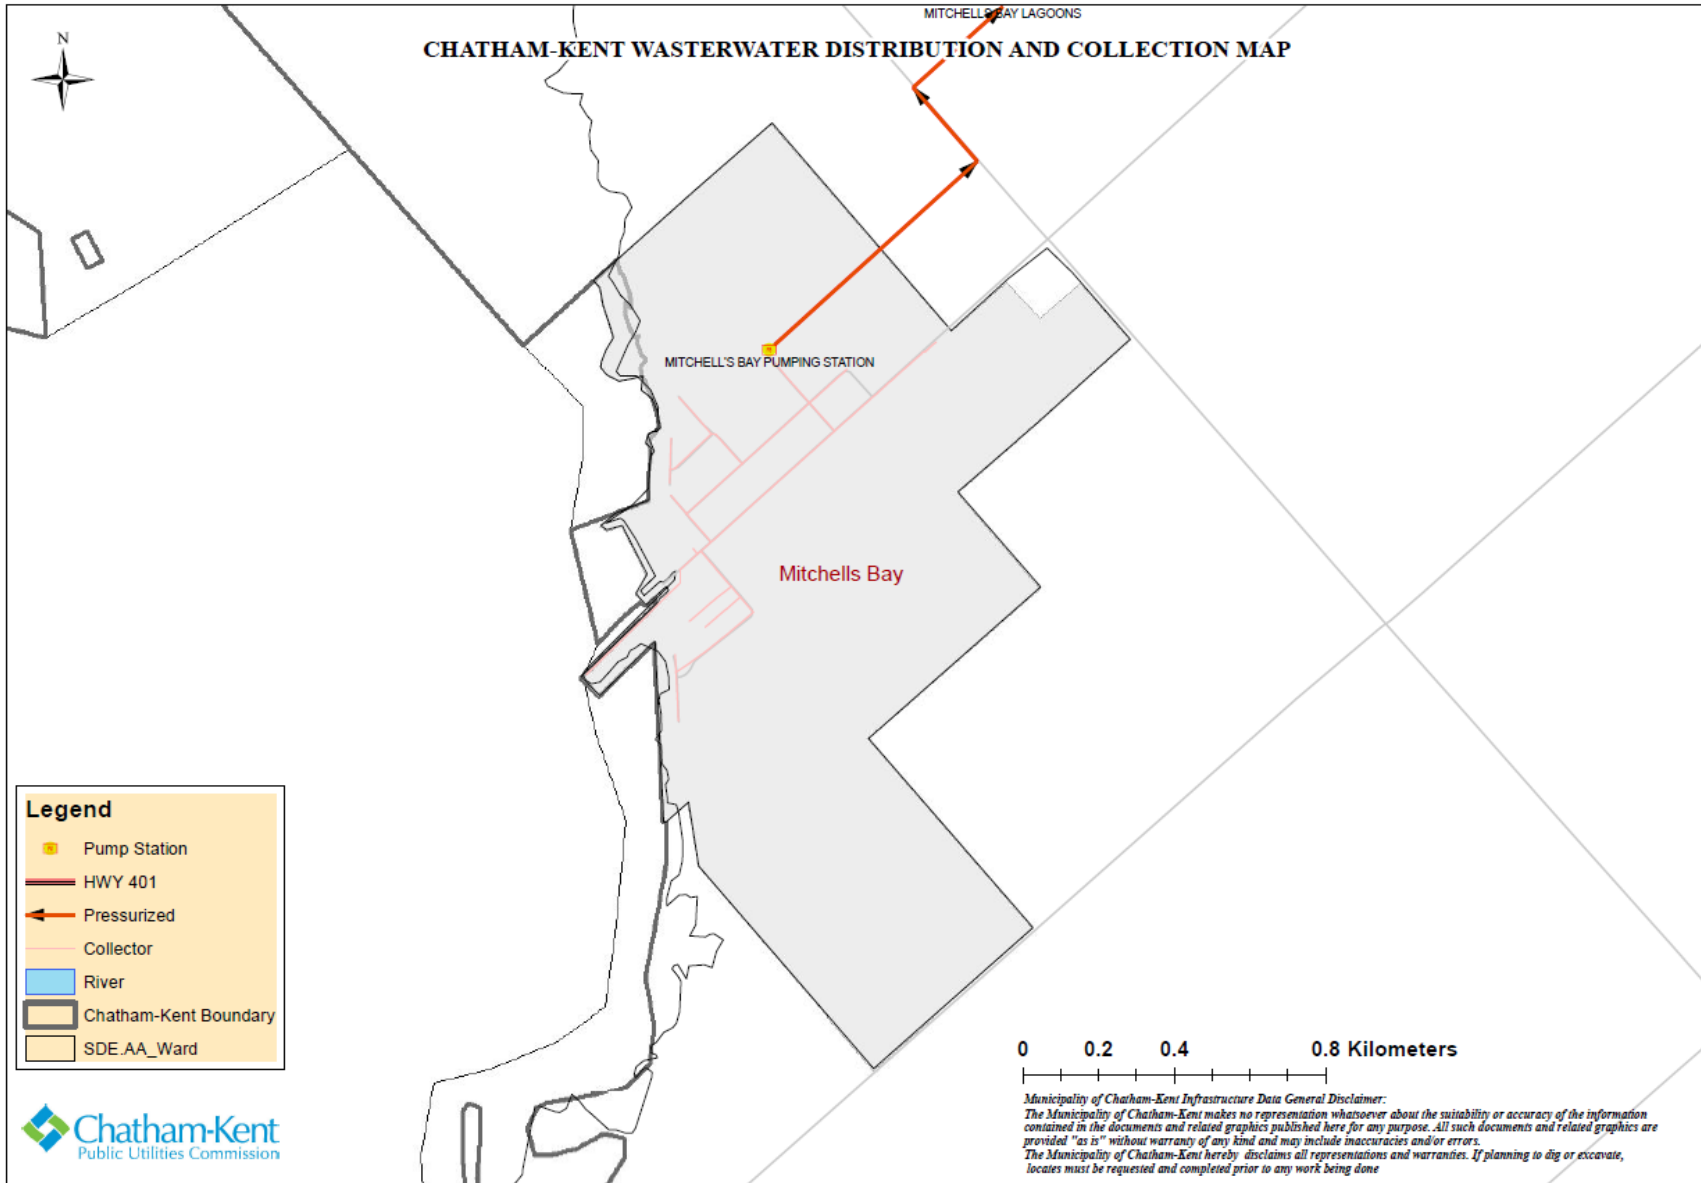 MITCHELLS BAY LAGOONS
CHATHAM-KENT WASTERWATER DISTRIBUTION AND COLLECTION MAP
N
MITCHELL'S BAY PUMPING STATION
Mitchells Bay
Legend
Pump Station
HWY 401
Pressurized
Collector
River
Chatham-Kent Boundary
SDE.AA_Ward
Chatham-Kent
Public Utilities Commission
0 0.2 0.4 0.8 Kilometers
Municipality of Chatham-Kent Infrastructure Data General Disclaimer:
The Municipality of Chatham-Kent makes no representation whatsoever about the suitability or accuracy of the information
contained in the documents and related graphics published here for any purpose. All such documents and related graphics are
provided "as is" without warranty of any kind and may include inaccuracies and/or errors.
The Municipality of Chatham-Kent hereby disclaims all representations and warranties. If planning to dig or excavate,
locates must be requested and completed prior to any work being done